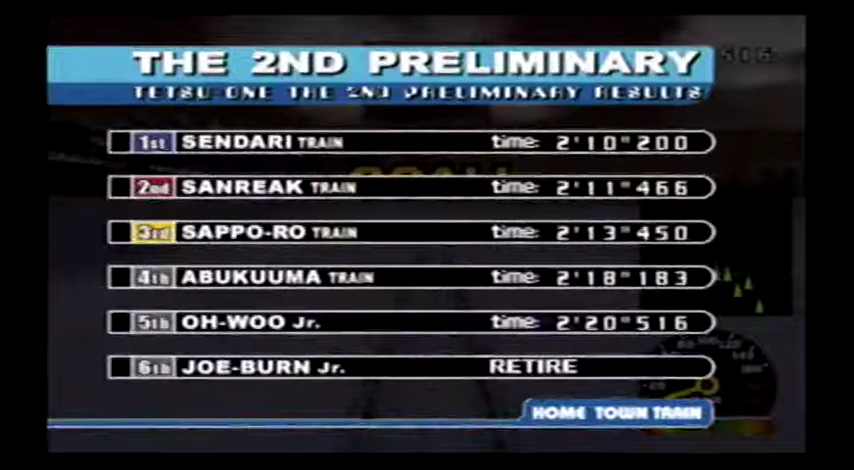 THE 2ND PRELIMINARY
516
TETSU-ONE THE 2ND PRELIMINARY RESULTS
1st SENDARI TRAIN time: 2'10"200
2nd SANREAK TRAIN time: 2'11"466
3rd SAPPO-RO TRAIN time: 2'13"450
4th ABUKUUMA TRAIN time: 2'18"183
5th OH-WOO Jr. time: 2'20"516
6th JOE-BURN Jr. RETIRE
HOME TOWN TRAIN